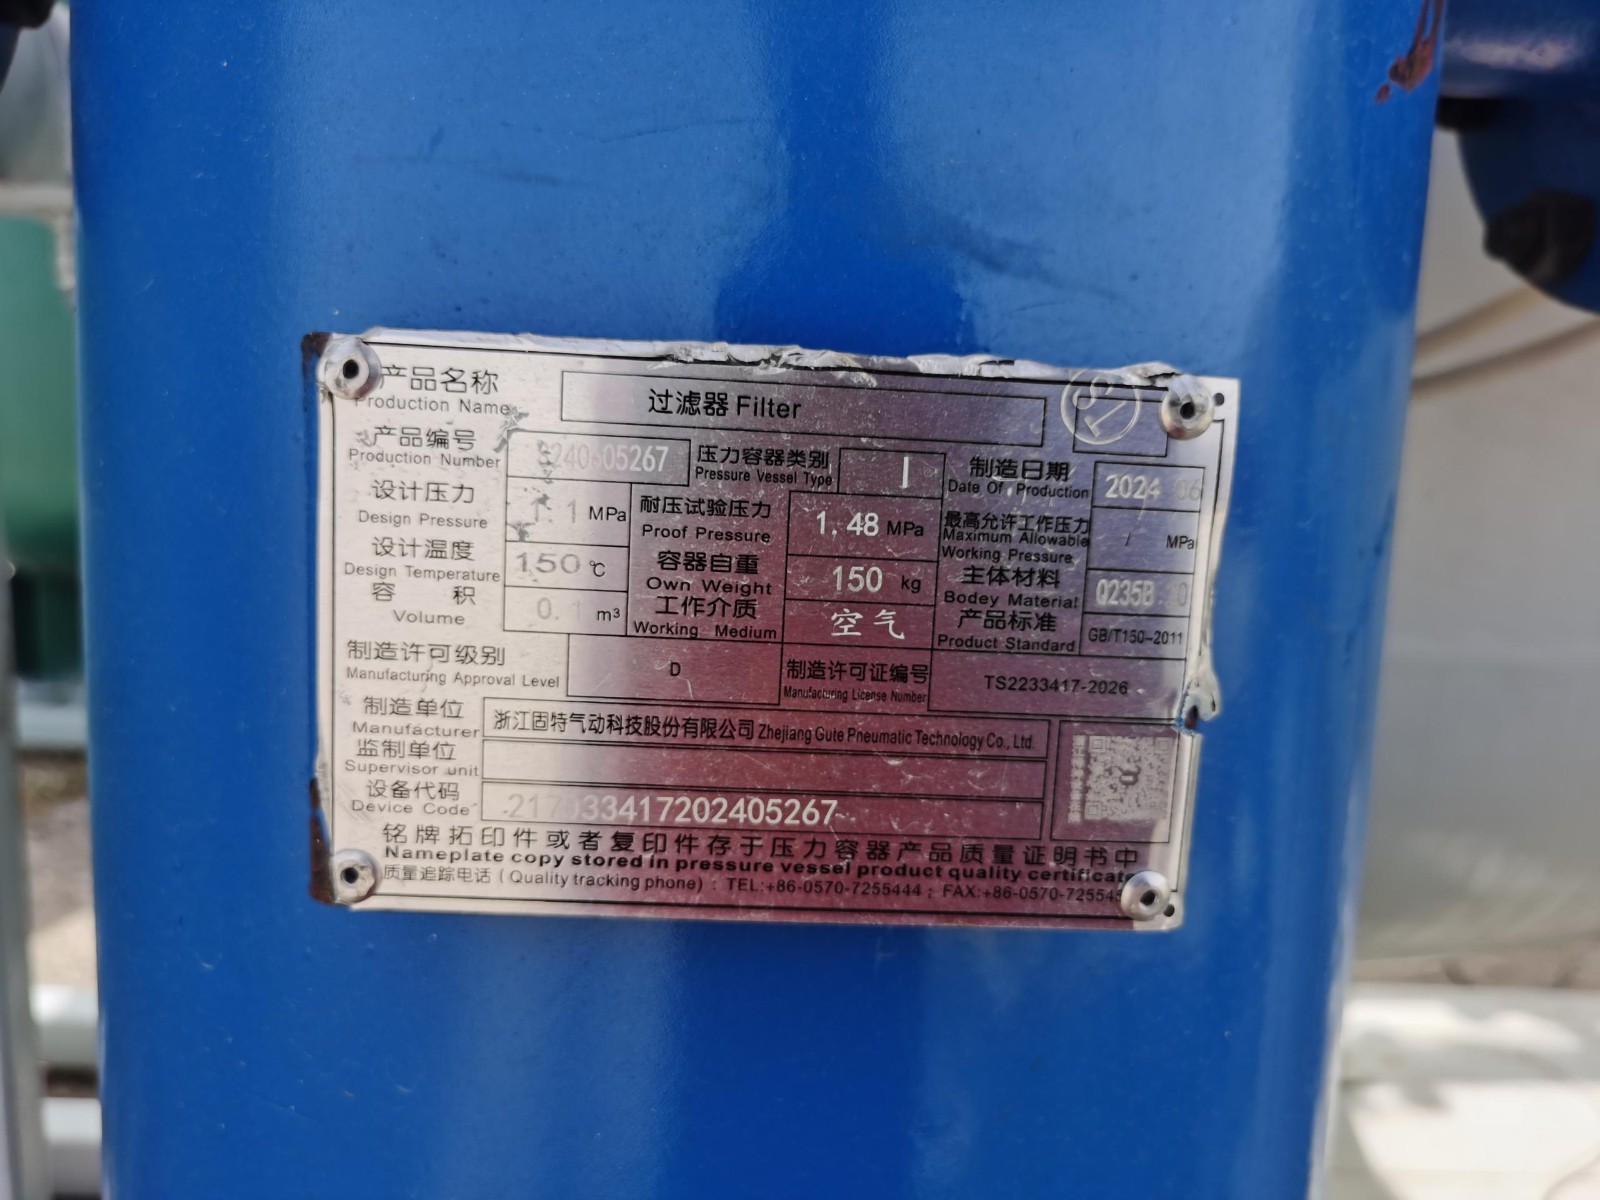 产品名称 过滤器 Filter
Production Name
产品编号 240605267 压力容器类别 I 制造日期 2024 06
Production Number Pressure Vessel Type Date Of Production
设计压力 1.1 MPa 耐压试验压力 1.48 MPa 最高允许工作压力 / MPa
Design Pressure Proof Pressure Maximum Allowable Working Pressure
设计温度 150 ℃ 容器自重 150 kg 主体材料 Q235B
Design Temperature Own Weight Bodey Material
容积 0.1 m³ 工作介质 空气 产品标准 GB/T150-2011
Volume Working Medium Product Standard
制造许可级别 D 制造许可证编号 TS2233417-2026
Manufacturing Approval Level Manufacturing License Number
制造单位 浙江固特气动科技股份有限公司 Zhejiang Gute Pneumatic Technology Co., Ltd.
Manufacturer
监制单位
Supervisor unit
设备代码 33417202405267
Device Code
铭牌拓印件或者复印件存于压力容器产品质量证明书中
Nameplate copy stored in pressure vessel product quality certificate
质量追踪电话 (Quality tracking phone) : TEL:+86-0570-7255444 ; FAX:+86-0570-72554